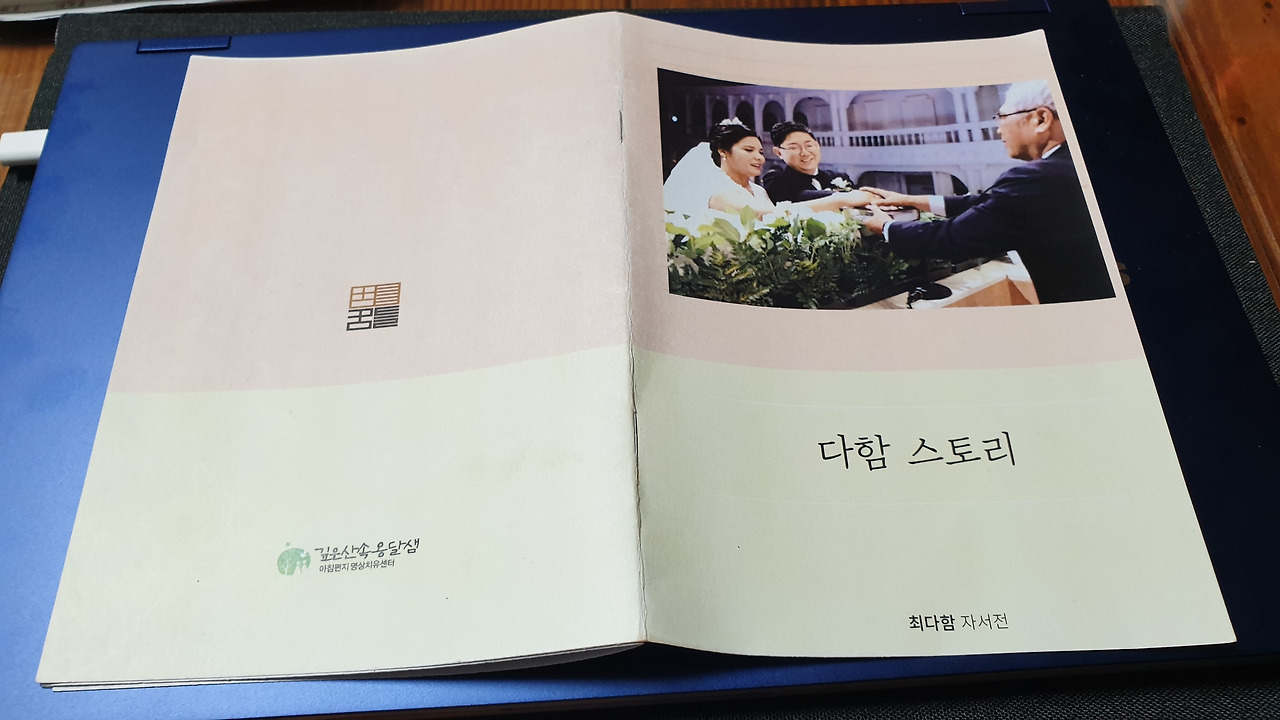 다함 스토리
최다함 자서전
깊은산속옹달샘
아침편지 명상치유센터